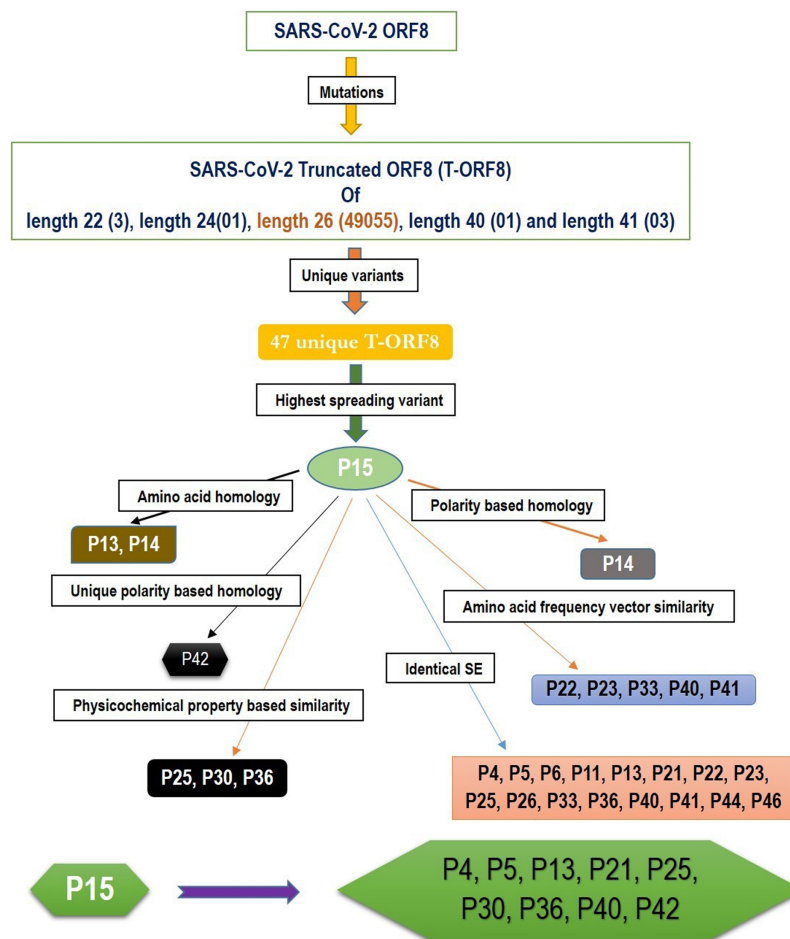 SARS-CoV-2 ORF8
Mutations
SARS-CoV-2 Truncated ORF8 (T-ORF8)
Of
length 22 (3), length 24(01), length 26 (49055), length 40 (01) and length 41 (03)
Unique variants
47 unique T-ORF8
Highest spreading variant
P15
Amino acid homology
Polarity based homology
P13, P14
P14
Unique polarity based homology
Amino acid frequency vector similarity
P42
Identical SE
P22, P23, P33, P40, P41
Physicochemical property based similarity
P25, P30, P36
P4, P5, P6, P11, P13, P21, P22, P23,
P25, P26, P33, P36, P40, P41, P44, P46
P15
P4, P5, P13, P21, P25,
P30, P36, P40, P42